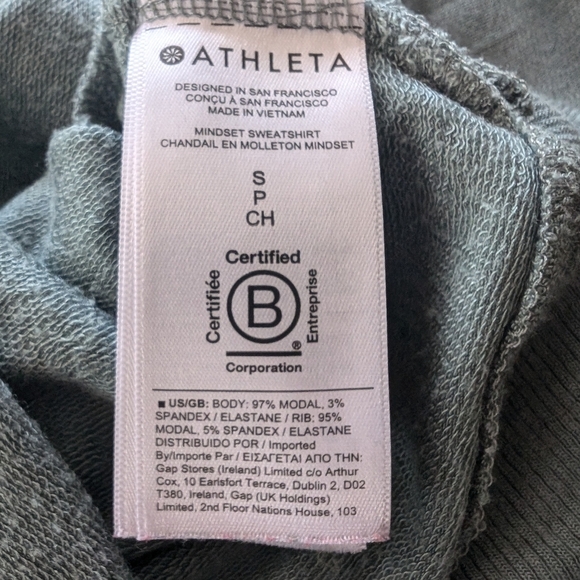 ATHLETA
DESIGNED IN SAN FRANCISCO
CONÇU À SAN FRANCISCO
MADE IN VIETNAM
MINDSET SWEATSHIRT
CHANDAIL EN MOLLETON MINDSET
S
P
CH
Certified
Certifiée
B
Entreprise
®
Corporation
■ US/GB: BODY: 97% MODAL, 3%
SPANDEX / ELASTANE / RIB: 95%
MODAL, 5% SPANDEX / ELASTANE
DISTRIBUIDO POR / Imported
By/Importe Par / ΕΙΣΑΓΕΤΑΙ ΑΠΟ ΤΗΝ:
Gap Stores (Ireland) Limited c/o Arthur
Cox, 10 Earlsfort Terrace, Dublin 2, D02
T380, Ireland, Gap (UK Holdings)
Limited, 2nd Floor Nations House, 103